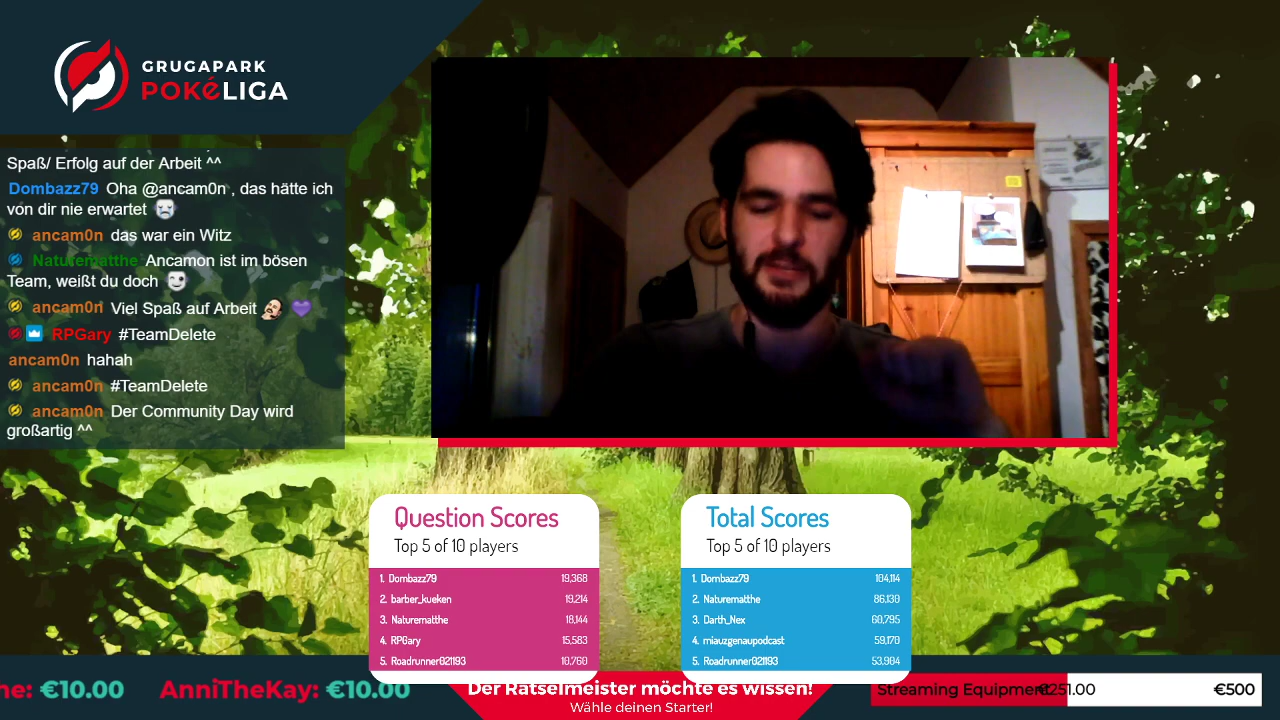 GRUGAPARK
POKéLIGA
Spaß/ Erfolg auf der Arbeit ^^
Dombazz79 Oha @ancam0n , das hätte ich
von dir nie erwartet
ancam0n das war ein Witz
Naturematthe Ancamon ist im bösen
Team, weißt du doch
ancam0n Viel Spaß auf Arbeit
RPGary #TeamDelete
ancam0n hahah
ancam0n #TeamDelete
ancam0n Der Community Day wird
großartig ^^
Question Scores
Top 5 of 10 players
1. Dombazz79 19,368
2. barber_kueken 19,214
3. Naturematthe 18,144
4. RPGary 15,583
5. Roadrunner021193 10,760
Total Scores
Top 5 of 10 players
1. Dombazz79 104,114
2. Naturematthe 86,130
3. Darth_Nex 60,795
4. miauzgenaupodcast 59,170
5. Roadrunner021193 53,904
ne: €10.00 AnniTheKay: €10.00
Der Rätselmeister möchte es wissen!
Wähle deinen Starter!
Streaming Equipment €251.00 €500